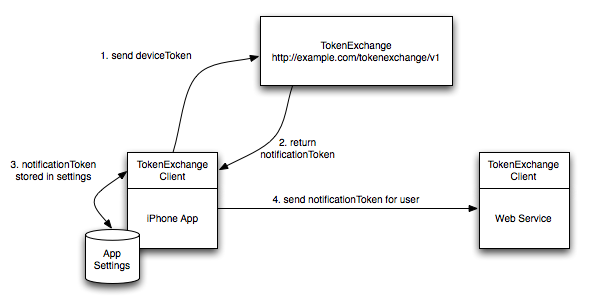 TokenExchange
http://example.com/tokenexchange/v1
1. send deviceToken
2. return
notificationToken
3. notificationToken
stored in settings
TokenExchange
Client
iPhone App
App
Settings
4. send notificationToken for user
TokenExchange
Client
Web Service